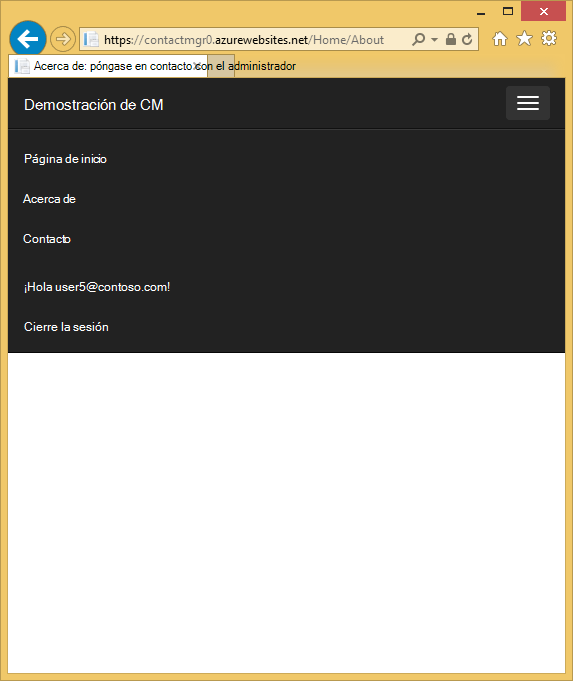 https://contactmgr0.azurewebsites.net/Home/About
Acerca de: póngase en contacto con el administrador
Demostración de CM
Página de inicio
Acerca de
Contacto
¡Hola user5@contoso.com!
Cierre la sesión